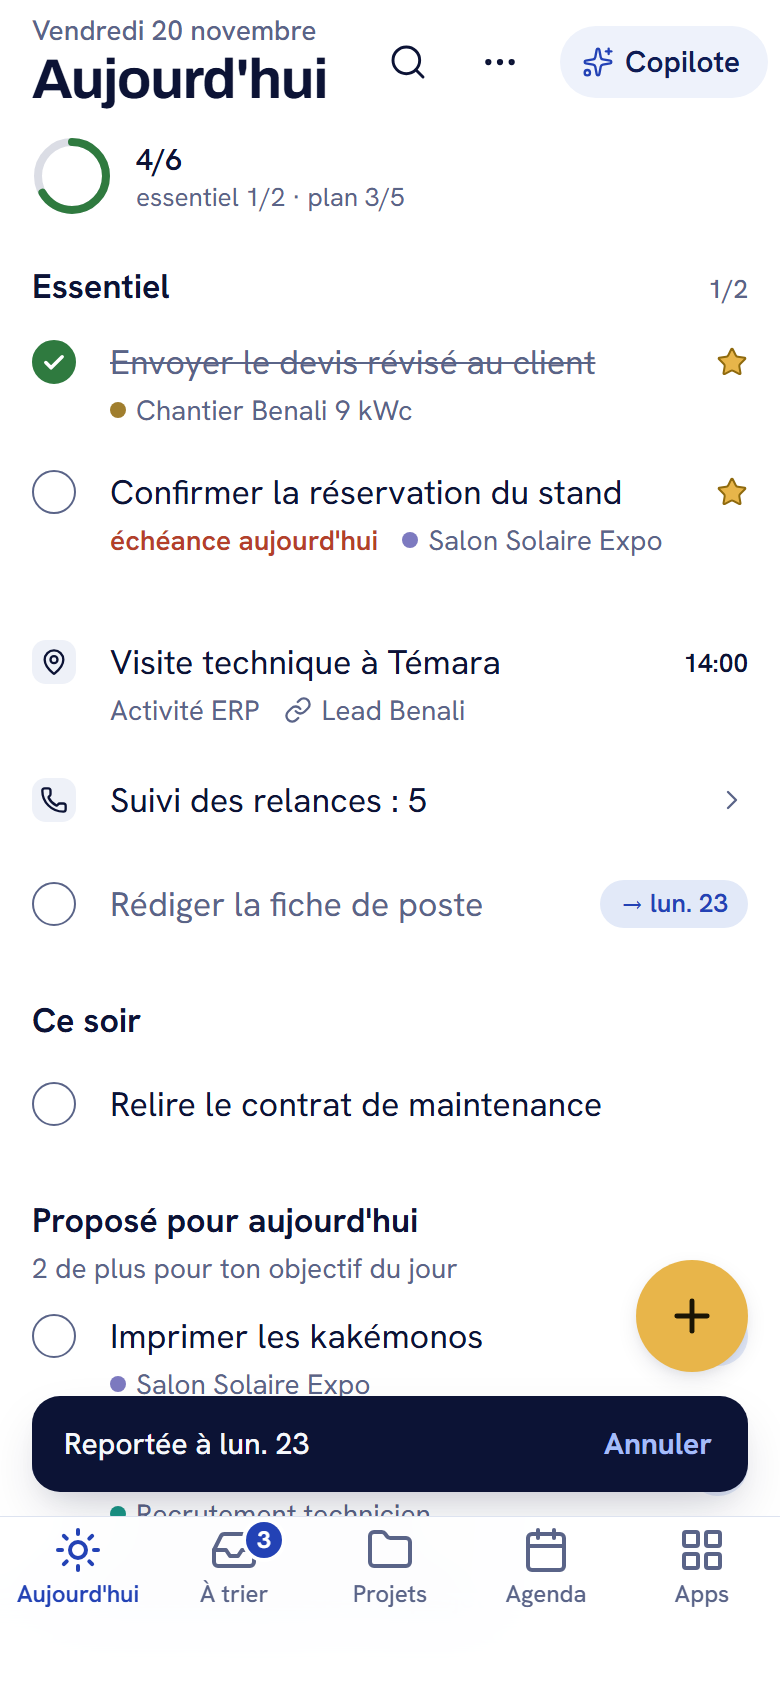 Vendredi 20 novembre
Aujourd'hui
Copilote
4/6
essentiel 1/2 · plan 3/5
Essentiel 1/2
Envoyer le devis révisé au client
Chantier Benali 9 kWc
Confirmer la réservation du stand
échéance aujourd'hui Salon Solaire Expo
Visite technique à Témara 14:00
Activité ERP Lead Benali
Suivi des relances : 5
Rédiger la fiche de poste → lun. 23
Ce soir
Relire le contrat de maintenance
Proposé pour aujourd'hui
2 de plus pour ton objectif du jour
Imprimer les kakémonos
Salon Solaire Expo
Reportée à lun. 23 Annuler
Recrutement technicien
3
Aujourd'hui À trier Projets Agenda Apps